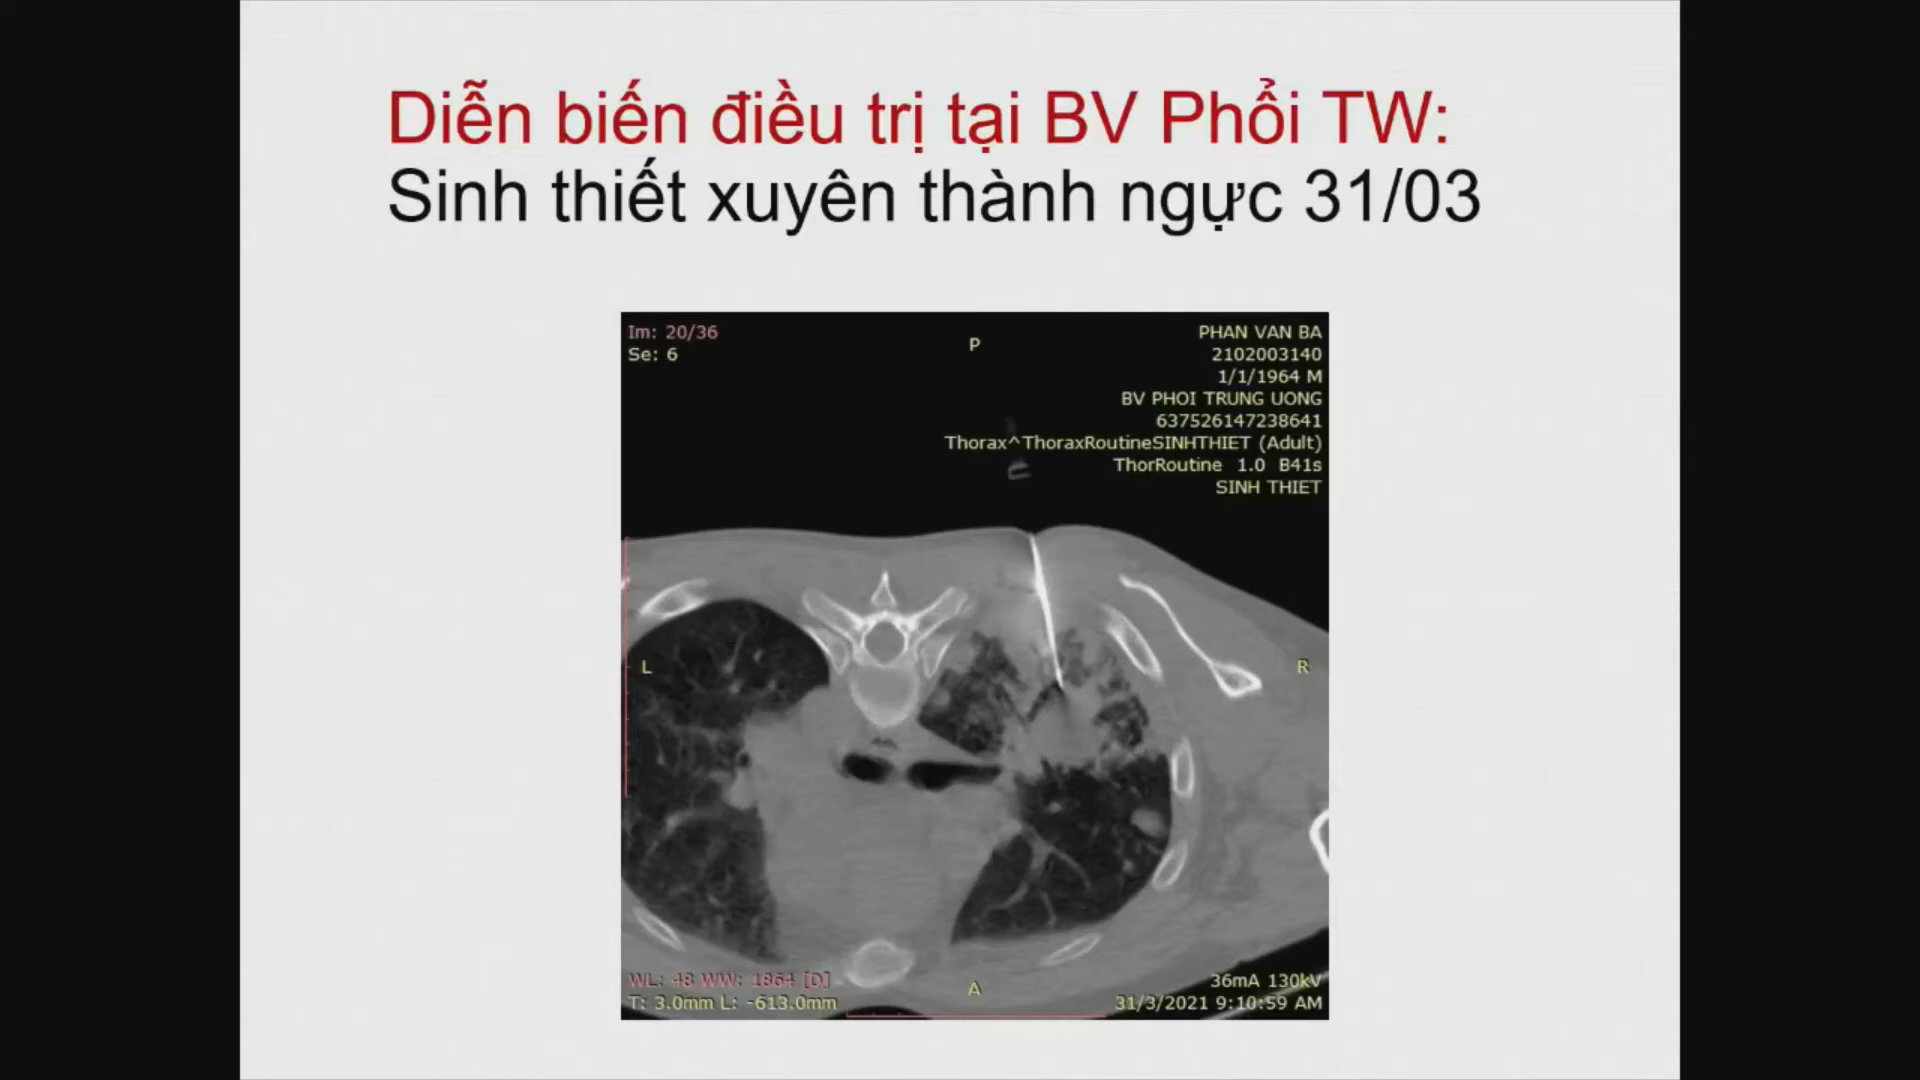 Diễn biến điều trị tại BV Phổi TW:
Sinh thiết xuyên thành ngực 31/03
Im: 20/36
Se: 6
P
PHAN VAN BA
2102003140
1/1/1964 M
BV PHOI TRUNG UONG
637526147238641
Thorax^ThoraxRoutineSINHTHIET (Adult)
ThorRoutine 1.0 B41s
SINH THIET
L
R
WL: 48 WW: 1864 [D]
T: 3.0mm L: -613.0mm
A
36mA 130kV
31/3/2021 9:10:59 AM